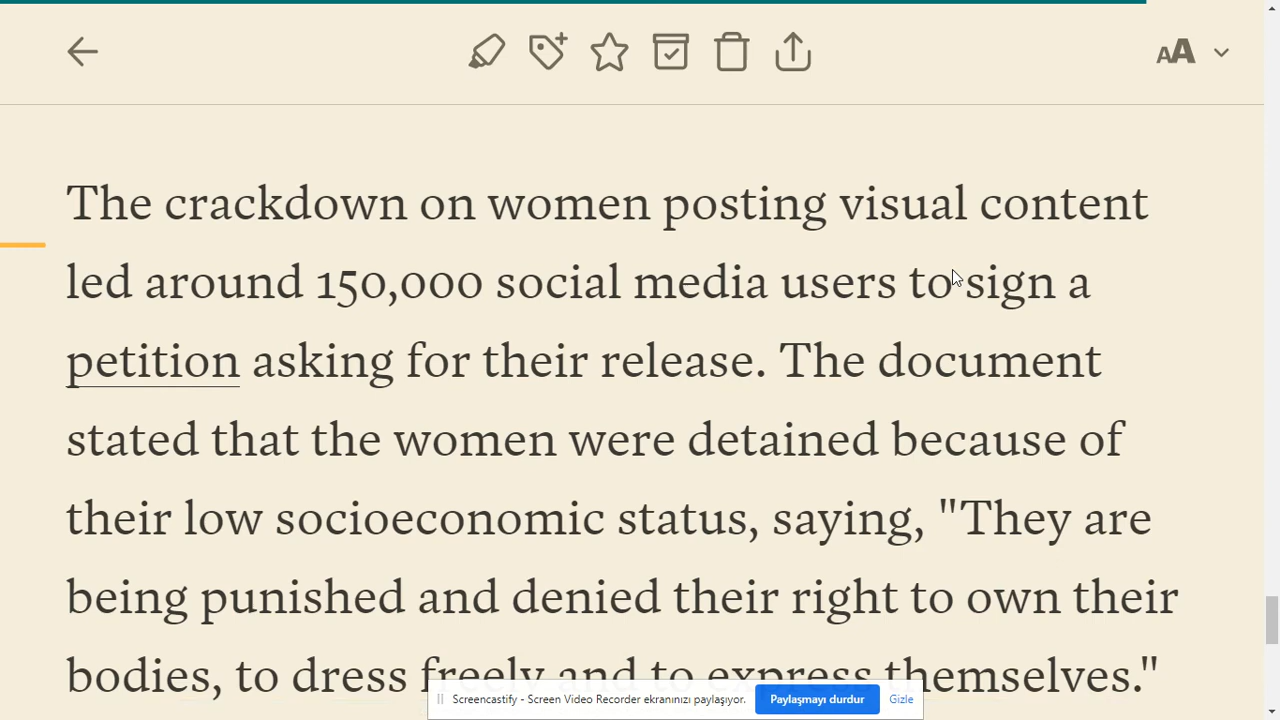 AA
The crackdown on women posting visual content
led around 150,000 social media users to sign a
petition asking for their release. The document
stated that the women were detained because of
their low socioeconomic status, saying, "They are
being punished and denied their right to own their
bodies, to dress freely and to express themselves."
Screencastify - Screen Video Recorder ekranınızı paylaşıyor. Paylaşmayı durdur Gizle